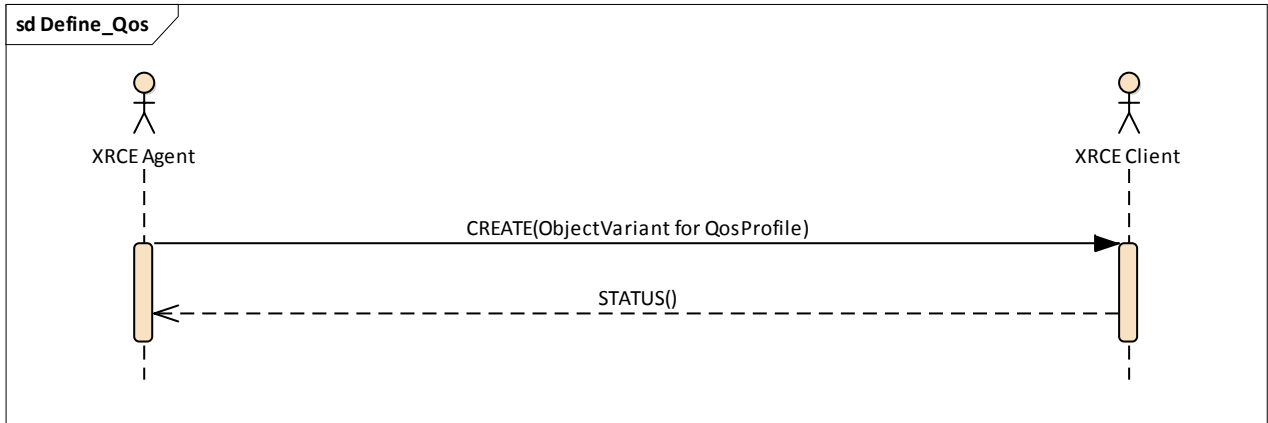 sd Define_Qos
XRCE Agent
XRCE Client
CREATE(ObjectVariant for QosProfile)
STATUS()